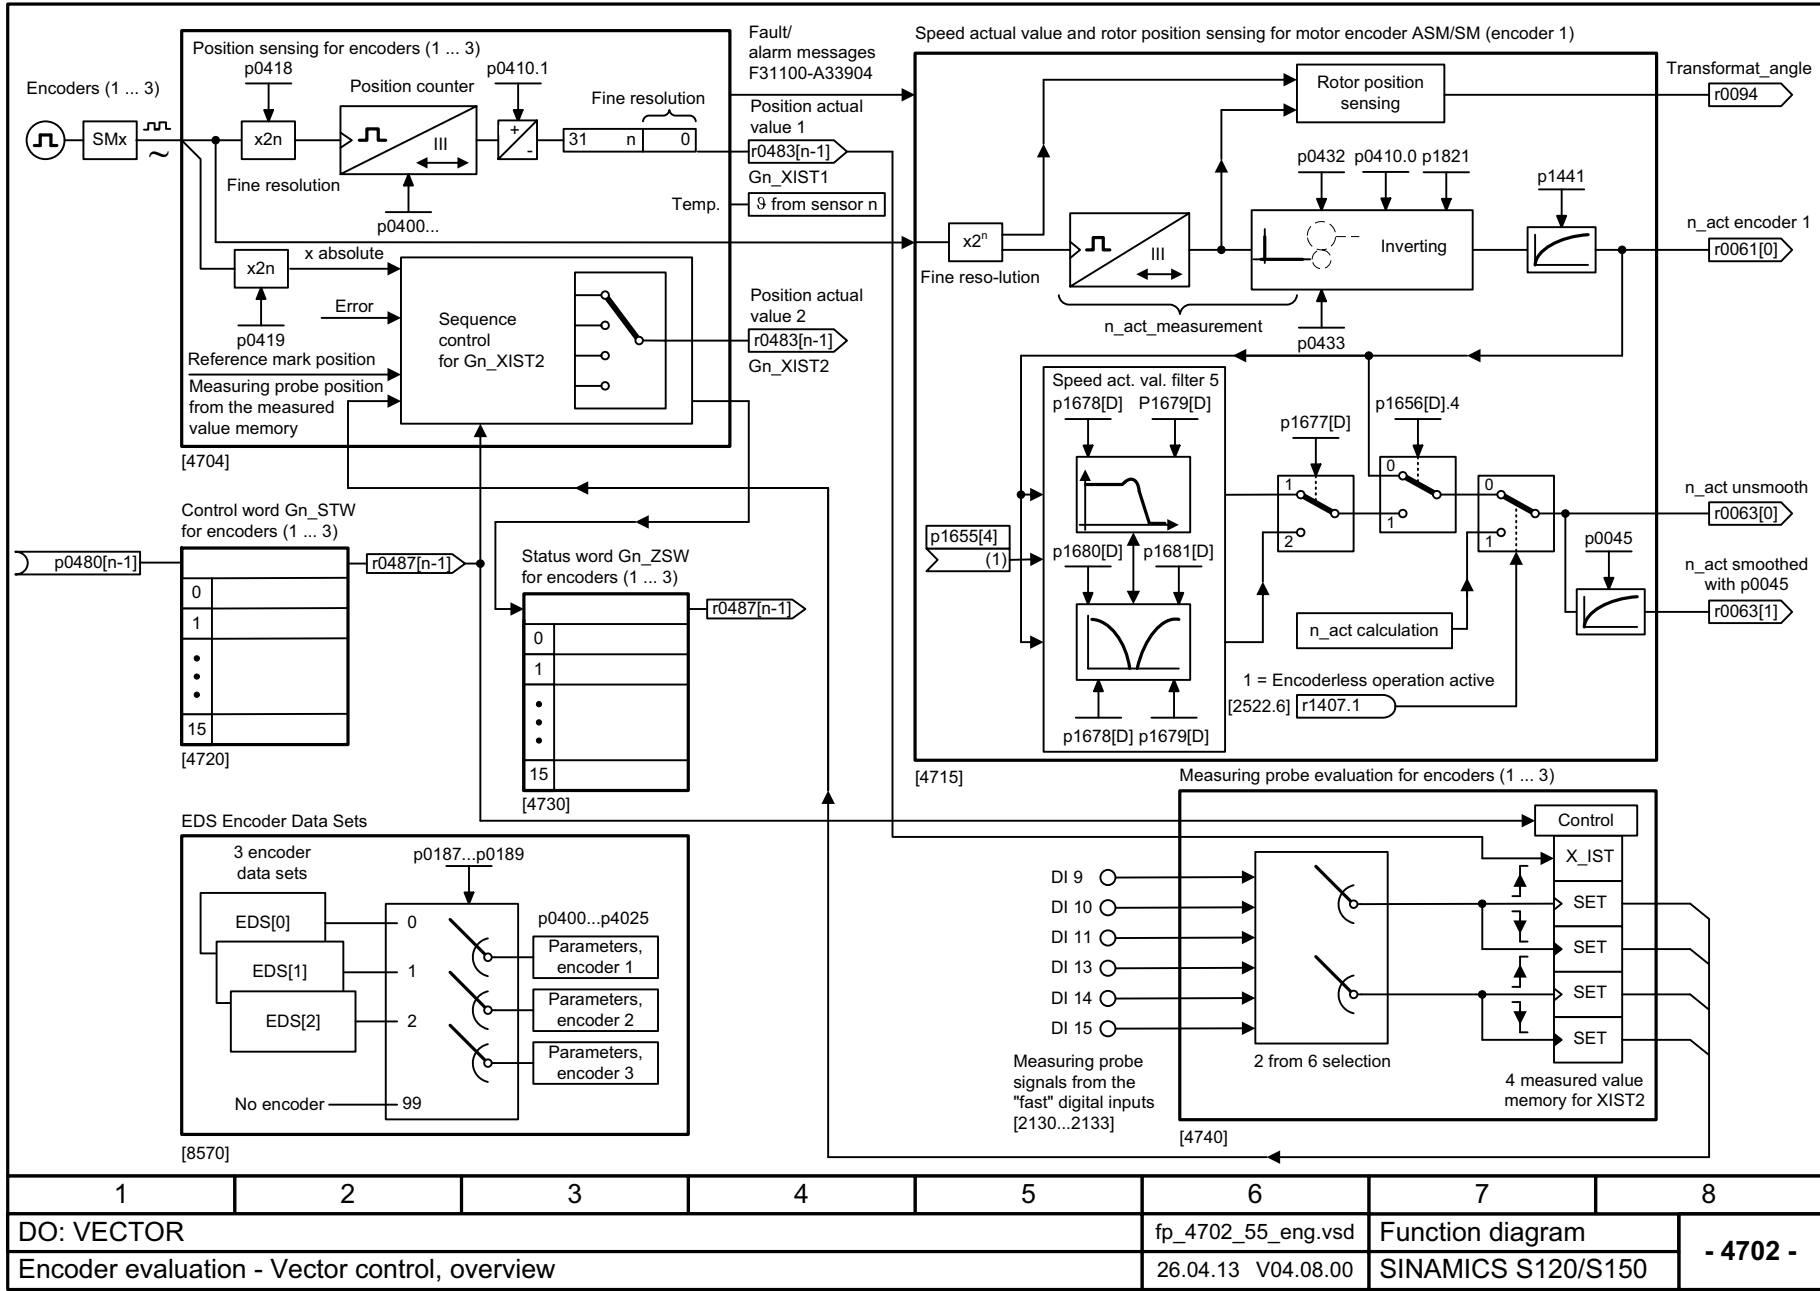 Position sensing for encoders (1 ... 3)
p0418
Position counter
p0410.1
Fine resolution
Encoders (1 ... 3)
SMx
x2n
III
+
-
31 n 0
Fine resolution
p0400...
x2n
x absolute
p0419
Error
Reference mark position
Measuring probe position
from the measured
value memory
Sequence
control
for Gn_XIST2
[4704]
Fault/
alarm messages
F31100-A33904
Position actual
value 1
r0483[n-1]
Gn_XIST1
Temp.
ϑ from sensor n
Position actual
value 2
r0483[n-1]
Gn_XIST2
Speed actual value and rotor position sensing for motor encoder ASM/SM (encoder 1)
Rotor position
sensing
Transformat_angle
r0094
p0432 p0410.0 p1821
p1441
n_act encoder 1
r0061[0]
x2ⁿ
Fine reso-lution
III
Inverting
n_act_measurement
p0433
Speed act. val. filter 5
p1678[D] P1679[D]
p1677[D]
p1656[D].4
1
2
0
1
0
1
p1655[4]
(1)
p1680[D] p1681[D]
n_act unsmooth
r0063[0]
p0045
n_act smoothed
with p0045
r0063[1]
n_act calculation
1 = Encoderless operation active
[2522.6] r1407.1
p1678[D] p1679[D]
[4715]
Control word Gn_STW
for encoders (1 ... 3)
p0480[n-1]
r0487[n-1]
0
1
15
[4720]
Status word Gn_ZSW
for encoders (1 ... 3)
r0487[n-1]
0
1
15
[4730]
EDS Encoder Data Sets
3 encoder
data sets
p0187...p0189
EDS[0]
EDS[1]
EDS[2]
0
1
2
No encoder
99
p0400...p4025
Parameters,
encoder 1
Parameters,
encoder 2
Parameters,
encoder 3
[8570]
Measuring probe evaluation for encoders (1 ... 3)
Control
X_IST
SET
SET
SET
SET
DI 9
DI 10
DI 11
DI 13
DI 14
DI 15
Measuring probe
signals from the
"fast" digital inputs
[2130...2133]
2 from 6 selection
4 measured value
memory for XIST2
[4740]
1 2 3 4 5 6 7 8
DO: VECTOR
fp_4702_55_eng.vsd
Function diagram
- 4702 -
Encoder evaluation - Vector control, overview
26.04.13 V04.08.00
SINAMICS S120/S150